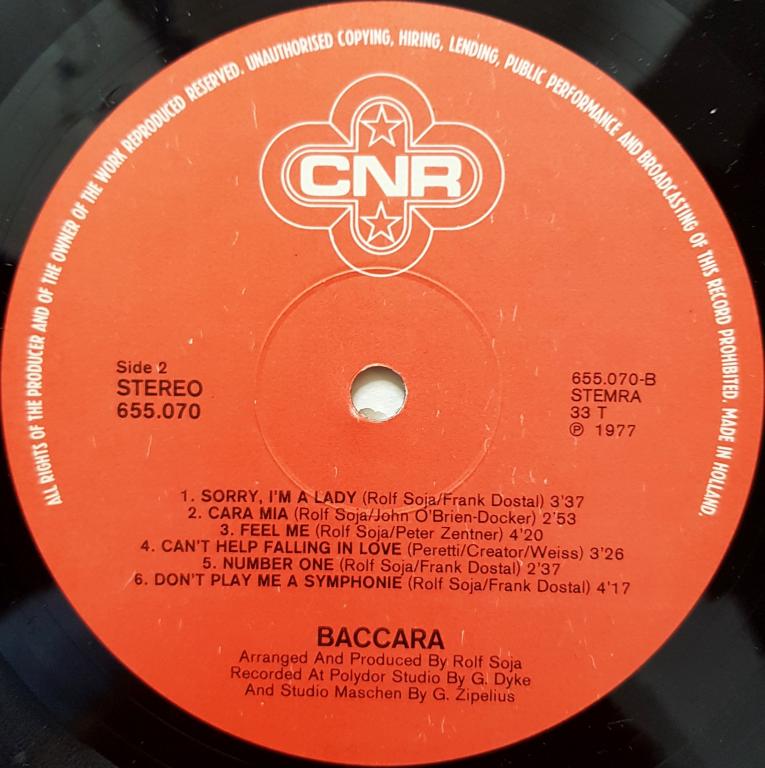 ALL RIGHTS OF THE PRODUCER AND OF THE OWNER OF THE WORK REPRODUCED RESERVED. UNAUTHORISED COPYING, HIRING, LENDING, PUBLIC PERFORMANCE AND BROADCASTING OF THIS RECORD PROHIBITED. MADE IN HOLLAND.
CNR
Side 2
STEREO
655.070
655.070-B
STEMRA
33 T
℗ 1977
1. SORRY, I'M A LADY (Rolf Soja/Frank Dostal) 3'37
2. CARA MIA (Rolf Soja/John O'Brien-Docker) 2'53
3. FEEL ME (Rolf Soja/Peter Zentner) 4'20
4. CAN'T HELP FALLING IN LOVE (Peretti/Creator/Weiss) 3'26
5. NUMBER ONE (Rolf Soja/Frank Dostal) 2'37
6. DON'T PLAY ME A SYMPHONIE (Rolf Soja/Frank Dostal) 4'17
BACCARA
Arranged And Produced By Rolf Soja
Recorded At Polydor Studio By G. Dyke
And Studio Maschen By G. Zipelius